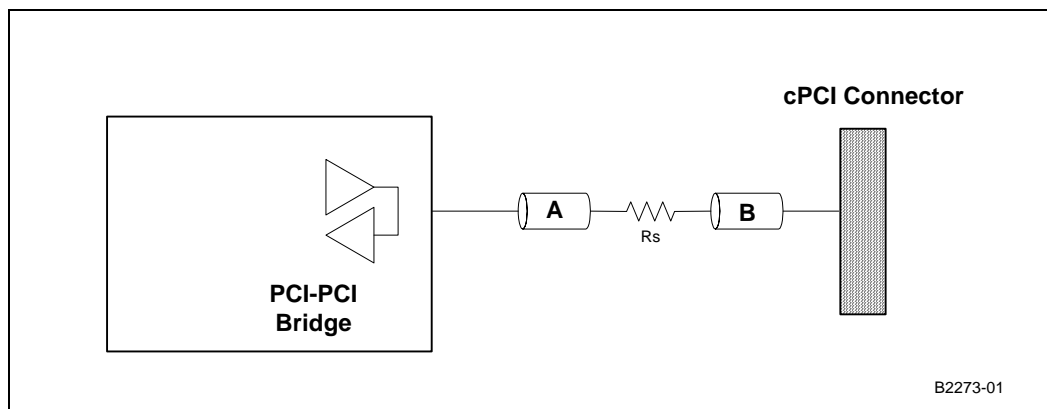 cPCI Connector
A
B
Rs
PCI-PCI
Bridge
B2273-01